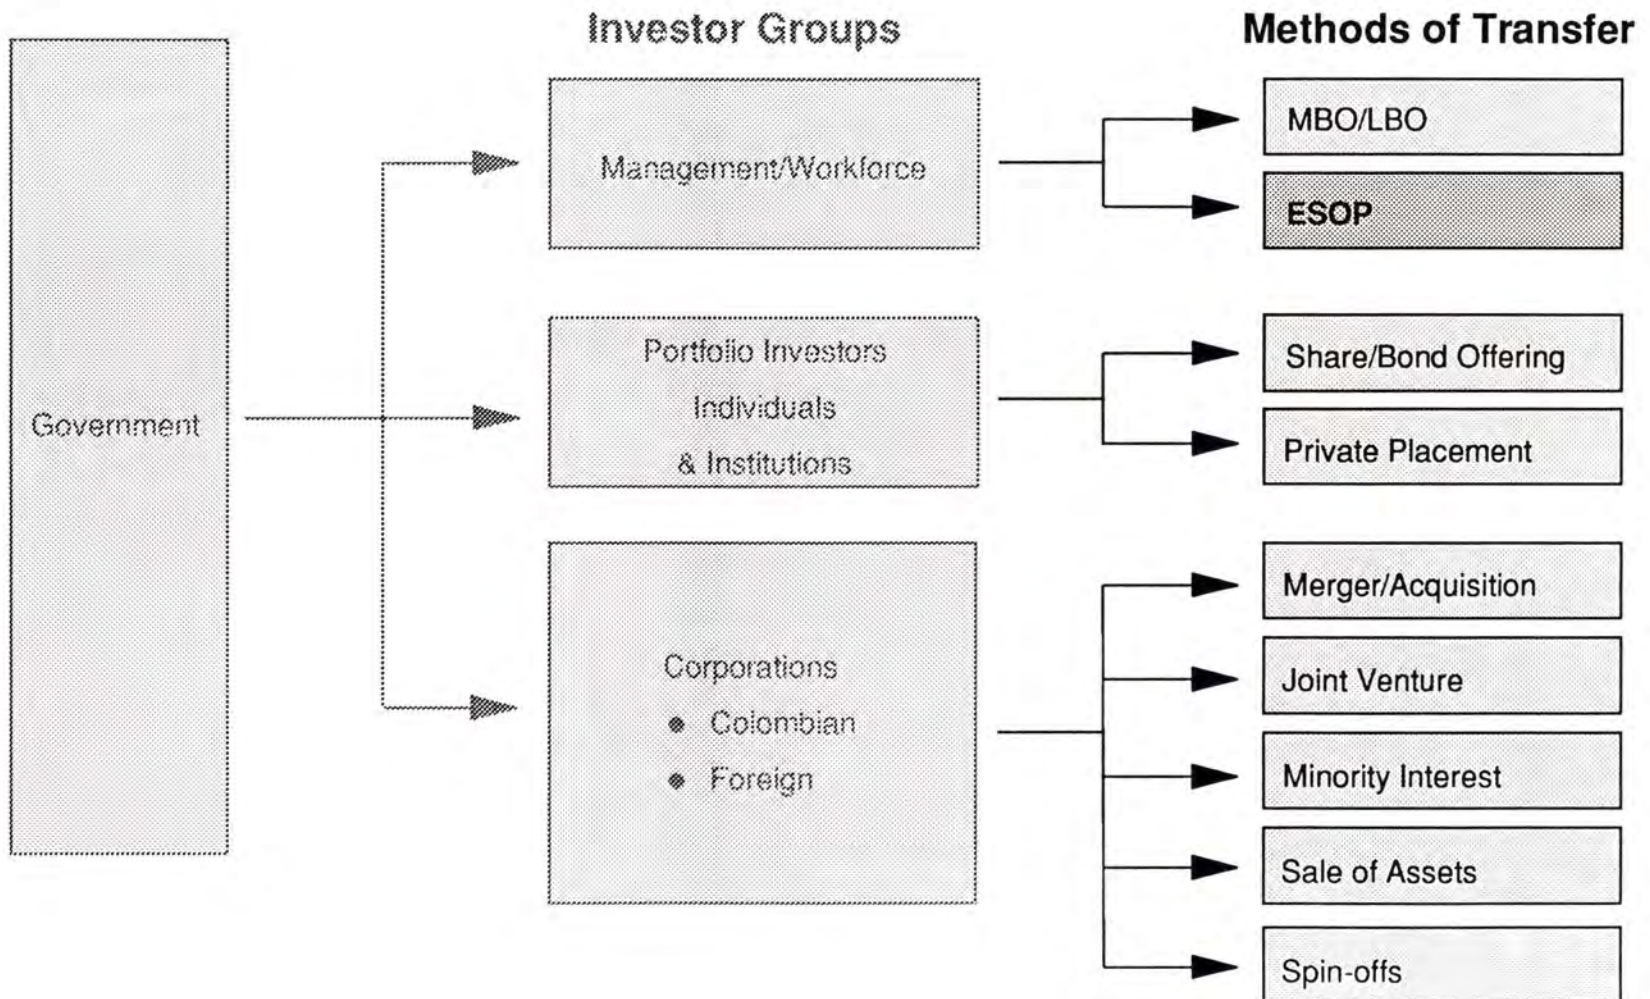 Investor Groups
Methods of Transfer
Government
Management/Workforce
MBO/LBO
ESOP
Portfolio Investors
Individuals
& Institutions
Share/Bond Offering
Private Placement
Corporations
● Colombian
● Foreign
Merger/Acquisition
Joint Venture
Minority Interest
Sale of Assets
Spin-offs